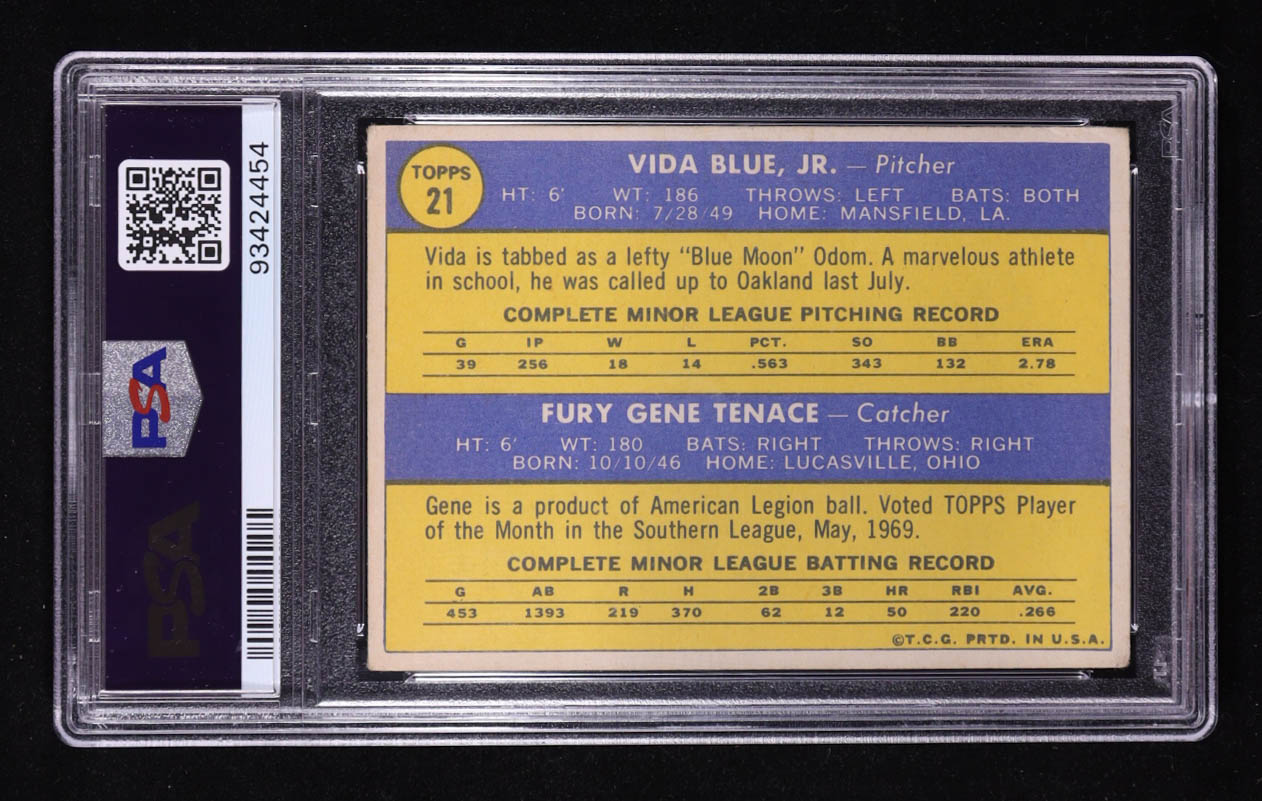 93424454
PSA
PSA
TOPPS
21
VIDA BLUE, JR. — Pitcher
HT: 6' WT: 186 THROWS: LEFT BATS: BOTH
BORN: 7/28/49 HOME: MANSFIELD, LA.
Vida is tabbed as a lefty "Blue Moon" Odom. A marvelous athlete
in school, he was called up to Oakland last July.
COMPLETE MINOR LEAGUE PITCHING RECORD
G IP W L PCT. SO BB ERA
39 256 18 14 .563 343 132 2.78
FURY GENE TENACE — Catcher
HT: 6' WT: 180 BATS: RIGHT THROWS: RIGHT
BORN: 10/10/46 HOME: LUCASVILLE, OHIO
Gene is a product of American Legion ball. Voted TOPPS Player
of the Month in the Southern League, May, 1969.
COMPLETE MINOR LEAGUE BATTING RECORD
G AB R H 2B 3B HR RBI AVG.
453 1393 219 370 62 12 50 220 .266
©T.C.G. PRTD. IN U.S.A.